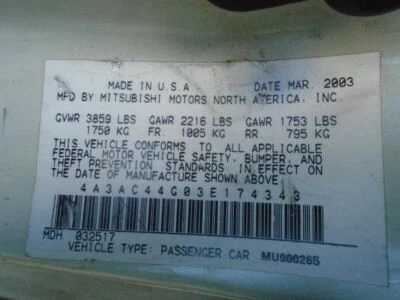 MADE IN U.S.A DATE MAR. 2003
MFD BY MITSUBISHI MOTORS NORTH AMERICA, INC.
GVWR 3859 LBS GAWR 2216 LBS GAWR 1753 LBS
1750 KG FR. 1005 KG RR. 795 KG
THIS VEHICLE CONFORMS TO ALL APPLICABLE
FEDERAL MOTOR VEHICLE SAFETY, BUMPER, AND
THEFT PREVENTION STANDARDS IN EFFECT ON
THE DATE OF MANUFACTURE SHOWN ABOVE.
4A3AC44G03E174343
MDH 032517
VEHICLE TYPE: PASSENGER CAR MU900265